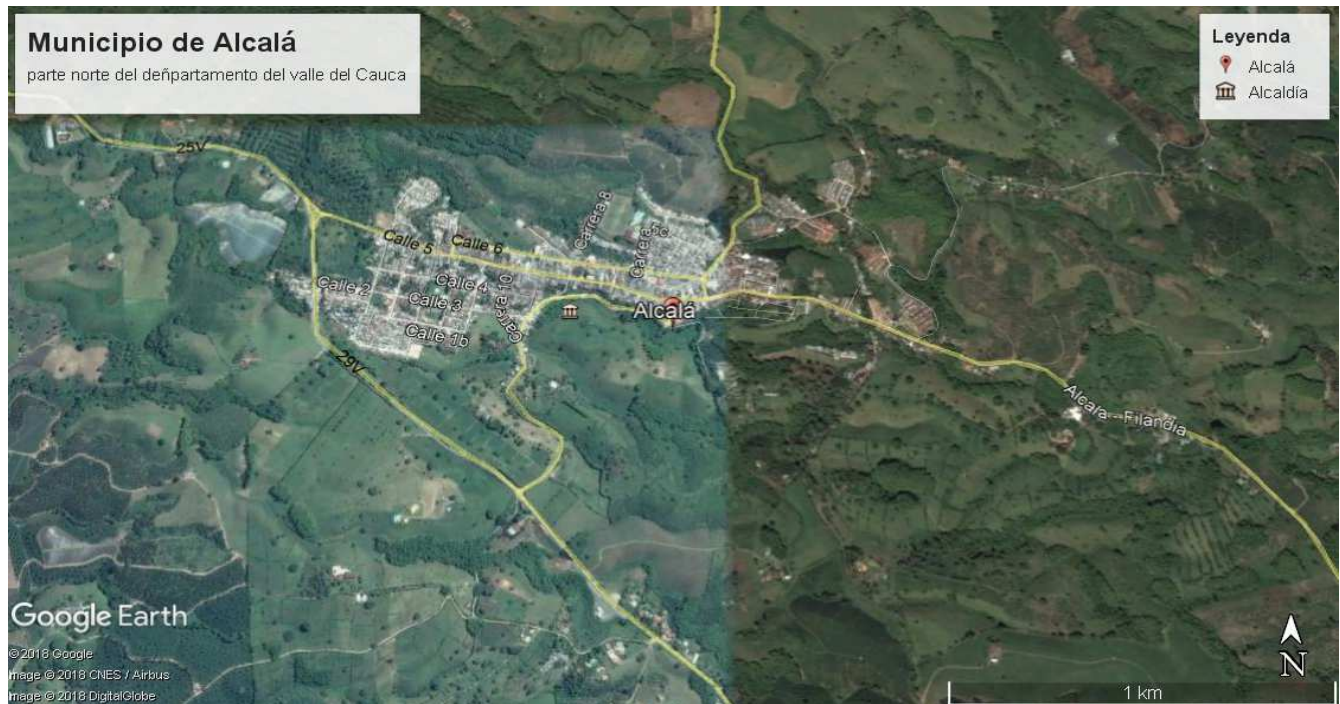 Municipio de Alcalá
parte norte del deñpartamento del valle del Cauca
Leyenda
Alcalá
Alcaldía
25V
Carrera 8
Calle 5
Calle 6
Calle 2
Calle 4
Calle 3
Carrera 10
Calle 1b
Alcalá
29V
Alcala - Filandia
Google Earth
© 2018 Google
Image © 2018 CNES / Airbus
Image © 2018 DigitalGlobe
N
1 km